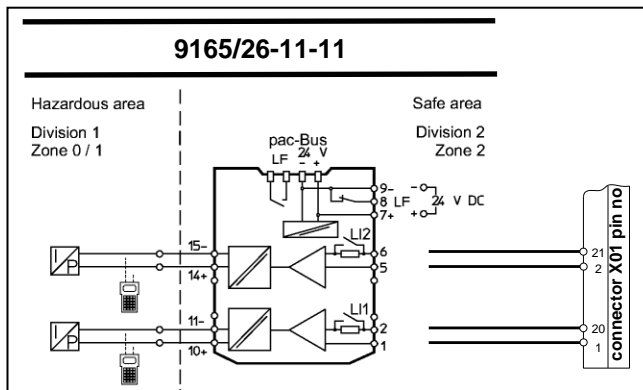 9165/26-11-11
Hazardous area
Safe area
Division 1
Division 2
Zone 0 / 1
Zone 2
pac-Bus
LF 24 V
- +
9-
8 LF
7+
- 24 V DC
+
LI2
15-
6
14+
5
LI1
11-
2
10+
1
I
P
I
P
21
2
20
1
connector X01 pin no